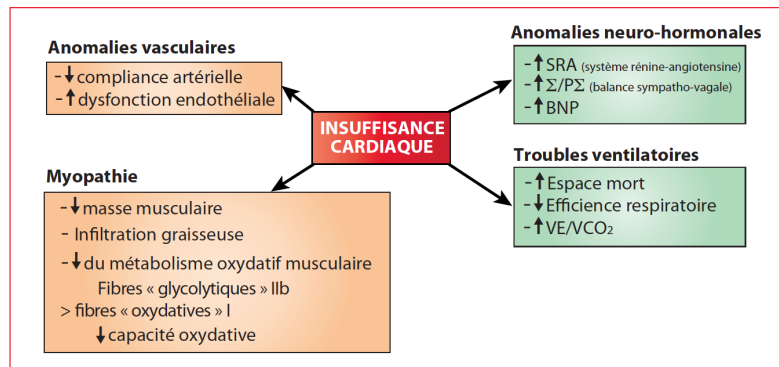 Anomalies vasculaires
-↓ compliance artérielle
-↑ dysfonction endothéliale
Anomalies neuro-hormonales
-↑ SRA (système rénine-angiotensine)
-↑ Σ/PΣ (balance sympatho-vagale)
-↑ BNP
INSUFFISANCE
CARDIAQUE
Myopathie
-↓ masse musculaire
- Infiltration graisseuse
-↓ du métabolisme oxydatif musculaire
Fibres « glycolytiques » IIb
> fibres « oxydatives » I
↓ capacité oxydative
Troubles ventilatoires
-↑ Espace mort
-↓ Efficience respiratoire
-↑ VE/VCO₂